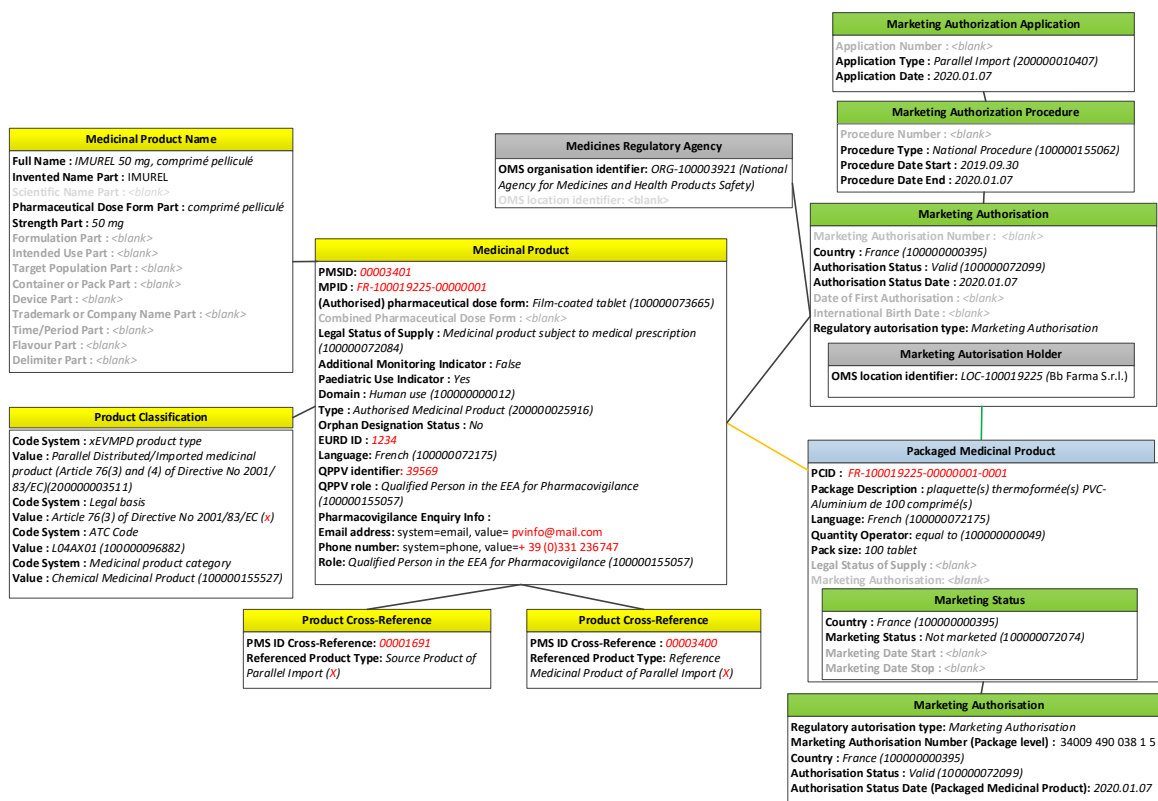 Marketing Authorization Application
Application Number : <blank>
Application Type : Parallel Import (200000010407)
Application Date : 2020.01.07
Marketing Authorization Procedure
Procedure Number : <blank>
Procedure Type : National Procedure (100000155062)
Procedure Date Start : 2019.09.30
Procedure Date End : 2020.01.07
Medicinal Product Name
Full Name : IMUREL 50 mg, comprimé pelliculé
Invented Name Part : IMUREL
Scientific Name Part : <blank>
Pharmaceutical Dose Form Part : comprimé pelliculé
Strength Part : 50 mg
Formulation Part : <blank>
Intended Use Part : <blank>
Target Population Part : <blank>
Container or Pack Part : <blank>
Device Part : <blank>
Trademark or Company Name Part : <blank>
Time/Period Part : <blank>
Flavour Part : <blank>
Delimiter Part : <blank>
Medicines Regulatory Agency
OMS organisation identifier: ORG-100003921 (National
Agency for Medicines and Health Products Safety)
OMS location identifier: <blank>
Marketing Authorisation
Marketing Authorisation Number : <blank>
Country : France (100000000395)
Authorisation Status : Valid (100000072099)
Authorisation Status Date : 2020.01.07
Date of First Authorisation : <blank>
International Birth Date : <blank>
Regulatory autorisation type: Marketing Authorisation
Marketing Autorisation Holder
OMS location identifier: LOC-100019225 (Bb Farma S.r.l.)
Medicinal Product
PMSID: 00003401
MPID : FR-100019225-00000001
(Authorised) pharmaceutical dose form: Film-coated tablet (100000073665)
Combined Pharmaceutical Dose Form : <blank>
Legal Status of Supply : Medicinal product subject to medical prescription
(100000072084)
Additional Monitoring Indicator : False
Paediatric Use Indicator : Yes
Domain : Human use (100000000012)
Type : Authorised Medicinal Product (200000025916)
Orphan Designation Status : No
EURD ID : 1234
Language: French (100000072175)
QPPV identifier: 39569
QPPV role : Qualified Person in the EEA for Pharmacovigilance
(100000155057)
Pharmacovigilance Enquiry Info :
Email address: system=email, value= pvinfo@mail.com
Phone number: system=phone, value=+ 39 (0)331 236747
Role: Qualified Person in the EEA for Pharmacovigilance (100000155057)
Product Classification
Code System : xEVMPD product type
Value : Parallel Distributed/Imported medicinal
product (Article 76(3) and (4) of Directive No 2001/
83/EC)(200000003511)
Code System : Legal basis
Value : Article 76(3) of Directive No 2001/83/EC (x)
Code System : ATC Code
Value : L04AX01 (100000096882)
Code System : Medicinal product category
Value : Chemical Medicinal Product (100000155527)
Packaged Medicinal Product
PCID : FR-100019225-00000001-0001
Package Description : plaquette(s) thermoformée(s) PVC-
Aluminium de 100 comprimé(s)
Language: French (100000072175)
Quantity Operator: equal to (100000000049)
Pack size: 100 tablet
Legal Status of Supply : <blank>
Marketing Authorisation: <blank>
Marketing Status
Country : France (100000000395)
Marketing Status : Not marketed (100000072074)
Marketing Date Start : <blank>
Marketing Date Stop : <blank>
Product Cross-Reference
PMS ID Cross-Reference: 00001691
Referenced Product Type: Source Product of
Parallel Import (X)
Product Cross-Reference
PMS ID Cross-Reference : 00003400
Referenced Product Type: Reference
Medicinal Product of Parallel Import (X)
Marketing Authorisation
Regulatory autorisation type: Marketing Authorisation
Marketing Authorisation Number (Package level) : 34009 490 038 1 5
Country : France (100000000395)
Authorisation Status : Valid (100000072099)
Authorisation Status Date (Packaged Medicinal Product): 2020.01.07